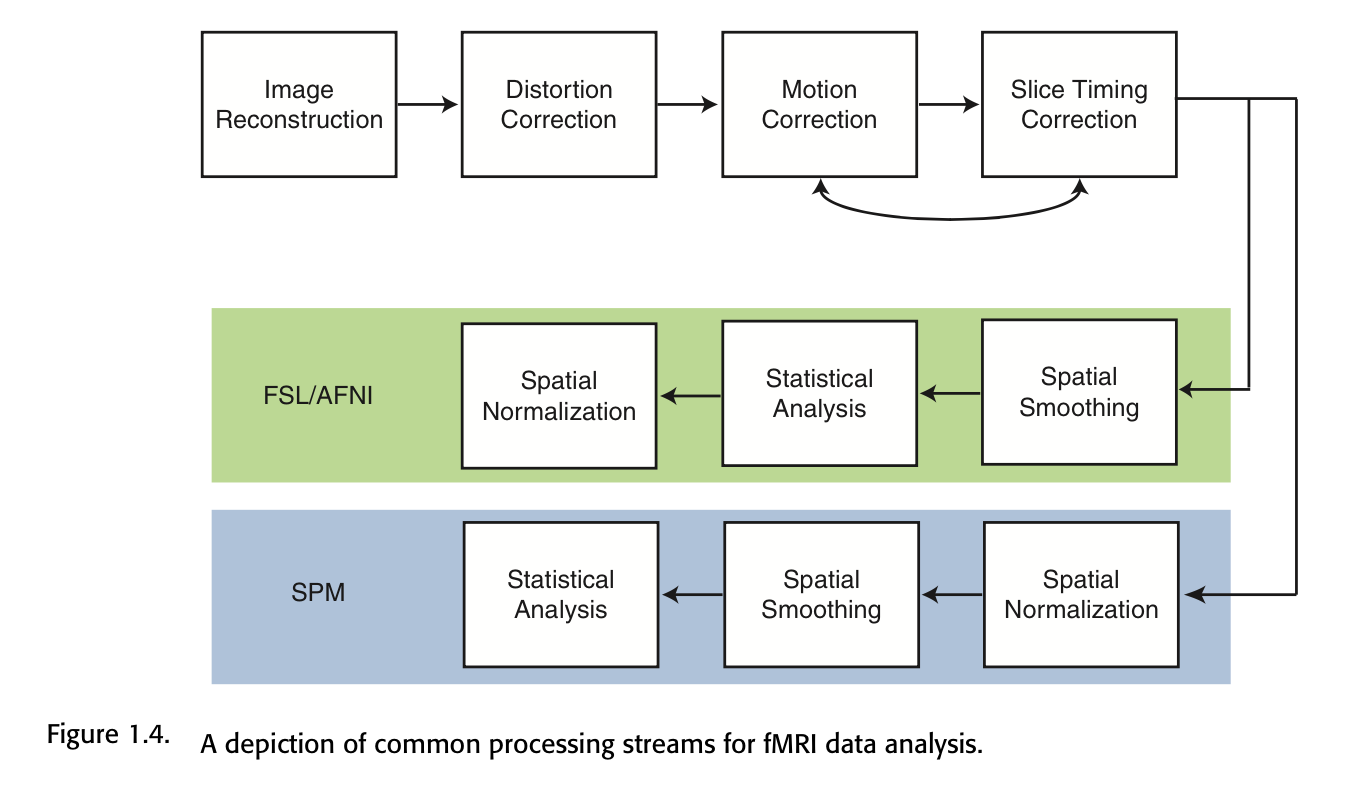 Image
Reconstruction
Distortion
Correction
Motion
Correction
Slice Timing
Correction
FSL/AFNI
Spatial
Normalization
Statistical
Analysis
Spatial
Smoothing
SPM
Statistical
Analysis
Spatial
Smoothing
Spatial
Normalization
Figure 1.4. A depiction of common processing streams for fMRI data analysis.